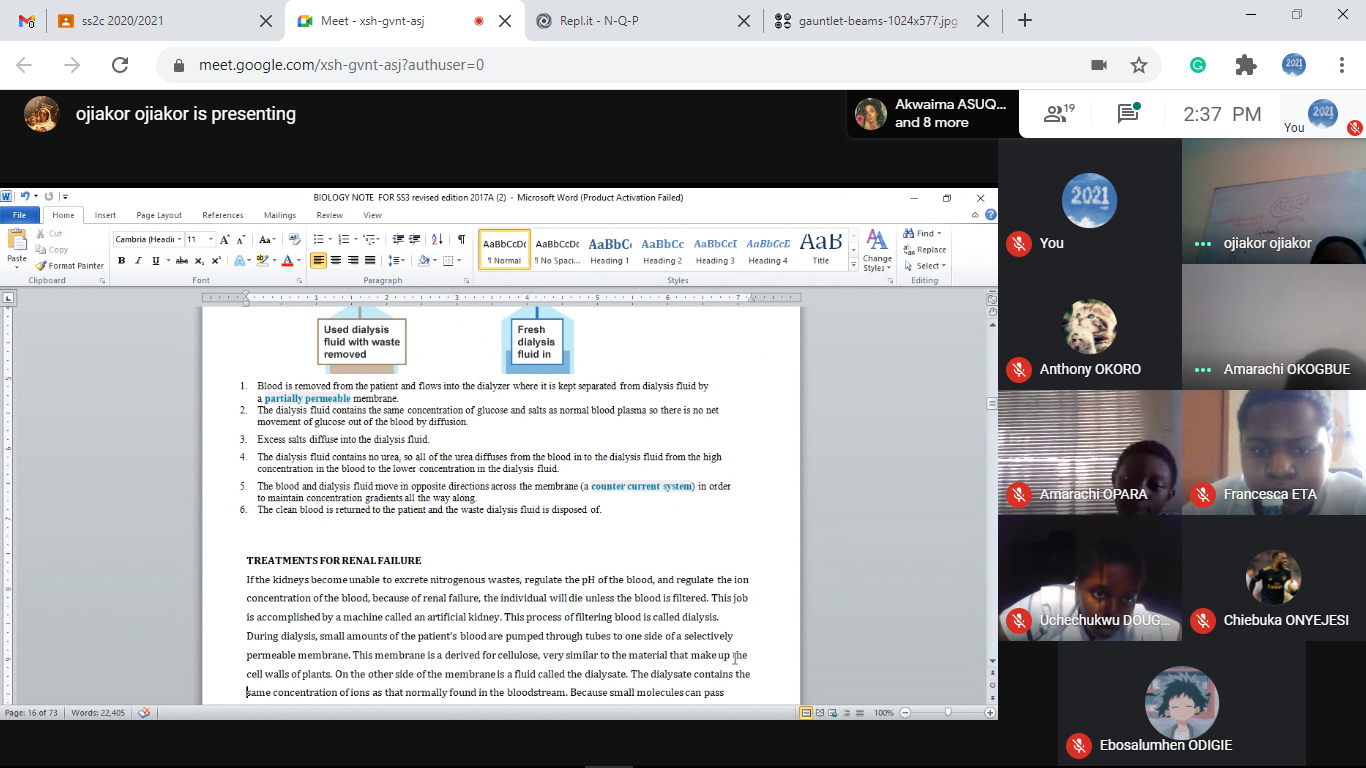 ss2c 2020/2021
Meet - xsh-gvnt-asj
Repl.it - N-Q-P
gauntlet-beams-1024x577.jpg
meet.google.com/xsh-gvnt-asj?authuser=0
2021
ojiakor ojiakor is presenting
Akwaima ASUQ...
and 8 more
19
2:37 PM
You
2021
BIOLOGY NOTE FOR SS3 revised edition 2017A (2) - Microsoft Word (Product Activation Failed)
File Home Insert Page Layout References Mailings Review View
Paste
Cut
Copy
Format Painter
Clipboard
Cambria (Headi 11
Font
Paragraph
AaBbCcDc AaBbCcDc AaBbC AaBbCc AaBbCcI AaBbCcD AaB
¶ Normal ¶ No Spaci... Heading 1 Heading 2 Heading 3 Heading 4 Title
Styles
Change
Styles
Find
Replace
Select
Editing
Used dialysis
fluid with waste
removed
Fresh
dialysis
fluid in
1. Blood is removed from the patient and flows into the dialyzer where it is kept separated from dialysis fluid by
a partially permeable membrane.
2. The dialysis fluid contains the same concentration of glucose and salts as normal blood plasma so there is no net
movement of glucose out of the blood by diffusion.
3. Excess salts diffuse into the dialysis fluid.
4. The dialysis fluid contains no urea, so all of the urea diffuses from the blood in to the dialysis fluid from the high
concentration in the blood to the lower concentration in the dialysis fluid.
5. The blood and dialysis fluid move in opposite directions across the membrane (a counter current system) in order
to maintain concentration gradients all the way along.
6. The clean blood is returned to the patient and the waste dialysis fluid is disposed of.
TREATMENTS FOR RENAL FAILURE
If the kidneys become unable to excrete nitrogenous wastes, regulate the pH of the blood, and regulate the ion
concentration of the blood, because of renal failure, the individual will die unless the blood is filtered. This job
is accomplished by a machine called an artificial kidney. This process of filtering blood is called dialysis.
During dialysis, small amounts of the patient's blood are pumped through tubes to one side of a selectively
permeable membrane. This membrane is a derived for cellulose, very similar to the material that make up the
cell walls of plants. On the other side of the membrane is a fluid called the dialysate. The dialysate contains the
same concentration of ions as that normally found in the bloodstream. Because small molecules can pass
Page: 16 of 73 Words: 22,405 100%
2021
You
ojiakor ojiakor
Anthony OKORO
Amarachi OKOGBUE
Amarachi OPARA
Francesca ETA
Uchechukwu DOUG...
Chiebuka ONYEJESI
Ebosalumhen ODIGIE